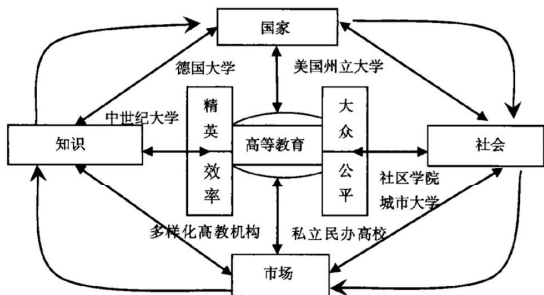 国家
德国大学
美国州立大学
中世纪大学
精英
效率
大众
公平
知识
高等教育
社会
社区学院
城市大学
多样化高教机构
私立民办高校
市场